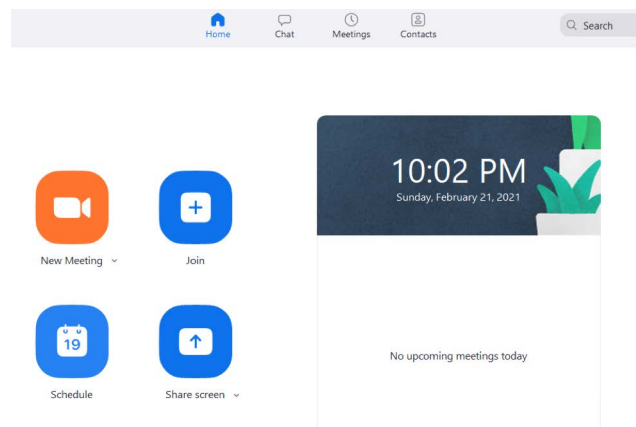 Home Chat Meetings Contacts Search
10:02 PM
Sunday, February 21, 2021
New Meeting Join
19
Schedule Share screen
No upcoming meetings today